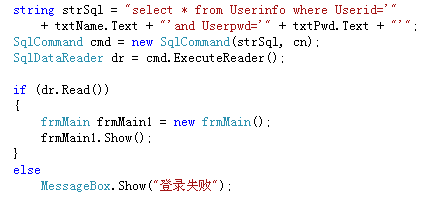 string strSql = "select * from Userinfo where Userid='"
+ txtName.Text + "'and Userpwd='" + txtPwd.Text + "'";
SqlCommand cmd = new SqlCommand(strSql, cn);
SqlDataReader dr = cmd.ExecuteReader();
if (dr.Read())
{
frmMain frmMain1 = new frmMain();
frmMain1.Show();
}
else
MessageBox.Show("登录失败");